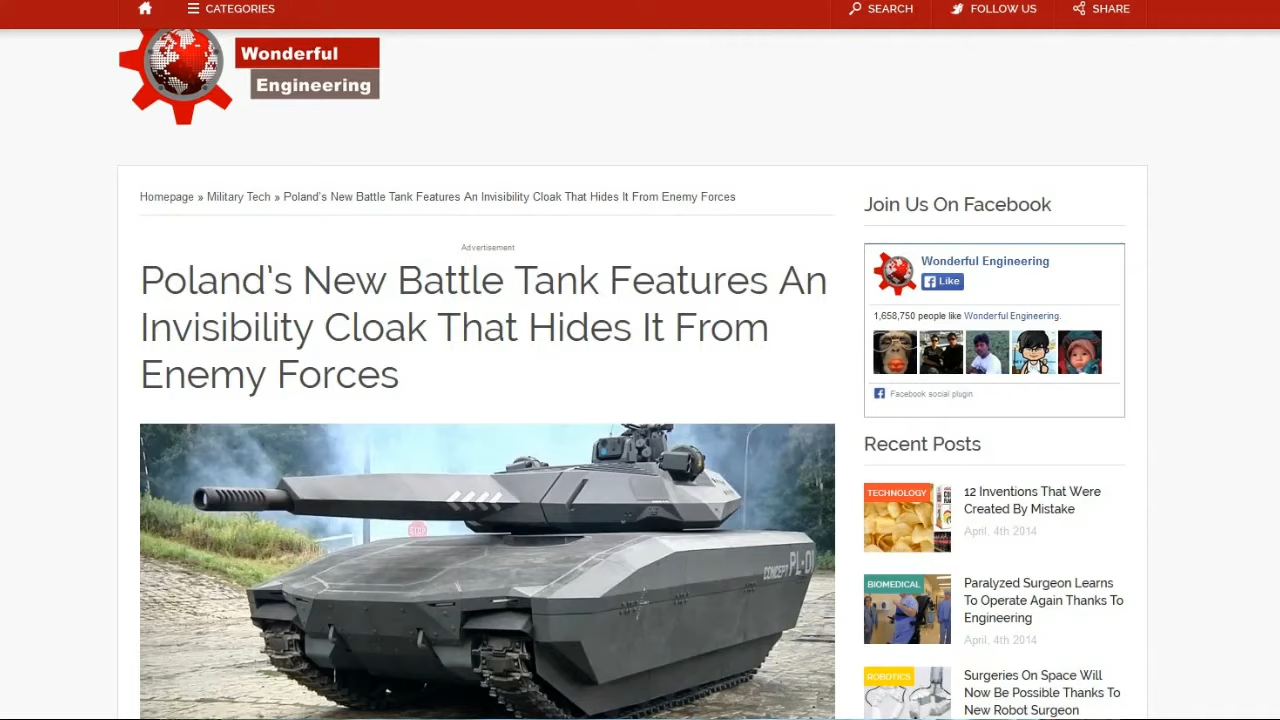 CATEGORIES
SEARCH
FOLLOW US
SHARE
Wonderful
Engineering
Homepage » Military Tech » Poland's New Battle Tank Features An Invisibility Cloak That Hides It From Enemy Forces
Advertisement
Poland's New Battle Tank Features An
Invisibility Cloak That Hides It From
Enemy Forces
CONCEPT PL-01
Join Us On Facebook
Wonderful Engineering
Like
1,658,750 people like Wonderful Engineering.
Facebook social plugin
Recent Posts
TECHNOLOGY
12 Inventions That Were
Created By Mistake
April, 4th 2014
BIOMEDICAL
Paralyzed Surgeon Learns
To Operate Again Thanks To
Engineering
April, 4th 2014
ROBOTICS
Surgeries On Space Will
Now Be Possible Thanks To
New Robot Surgeon